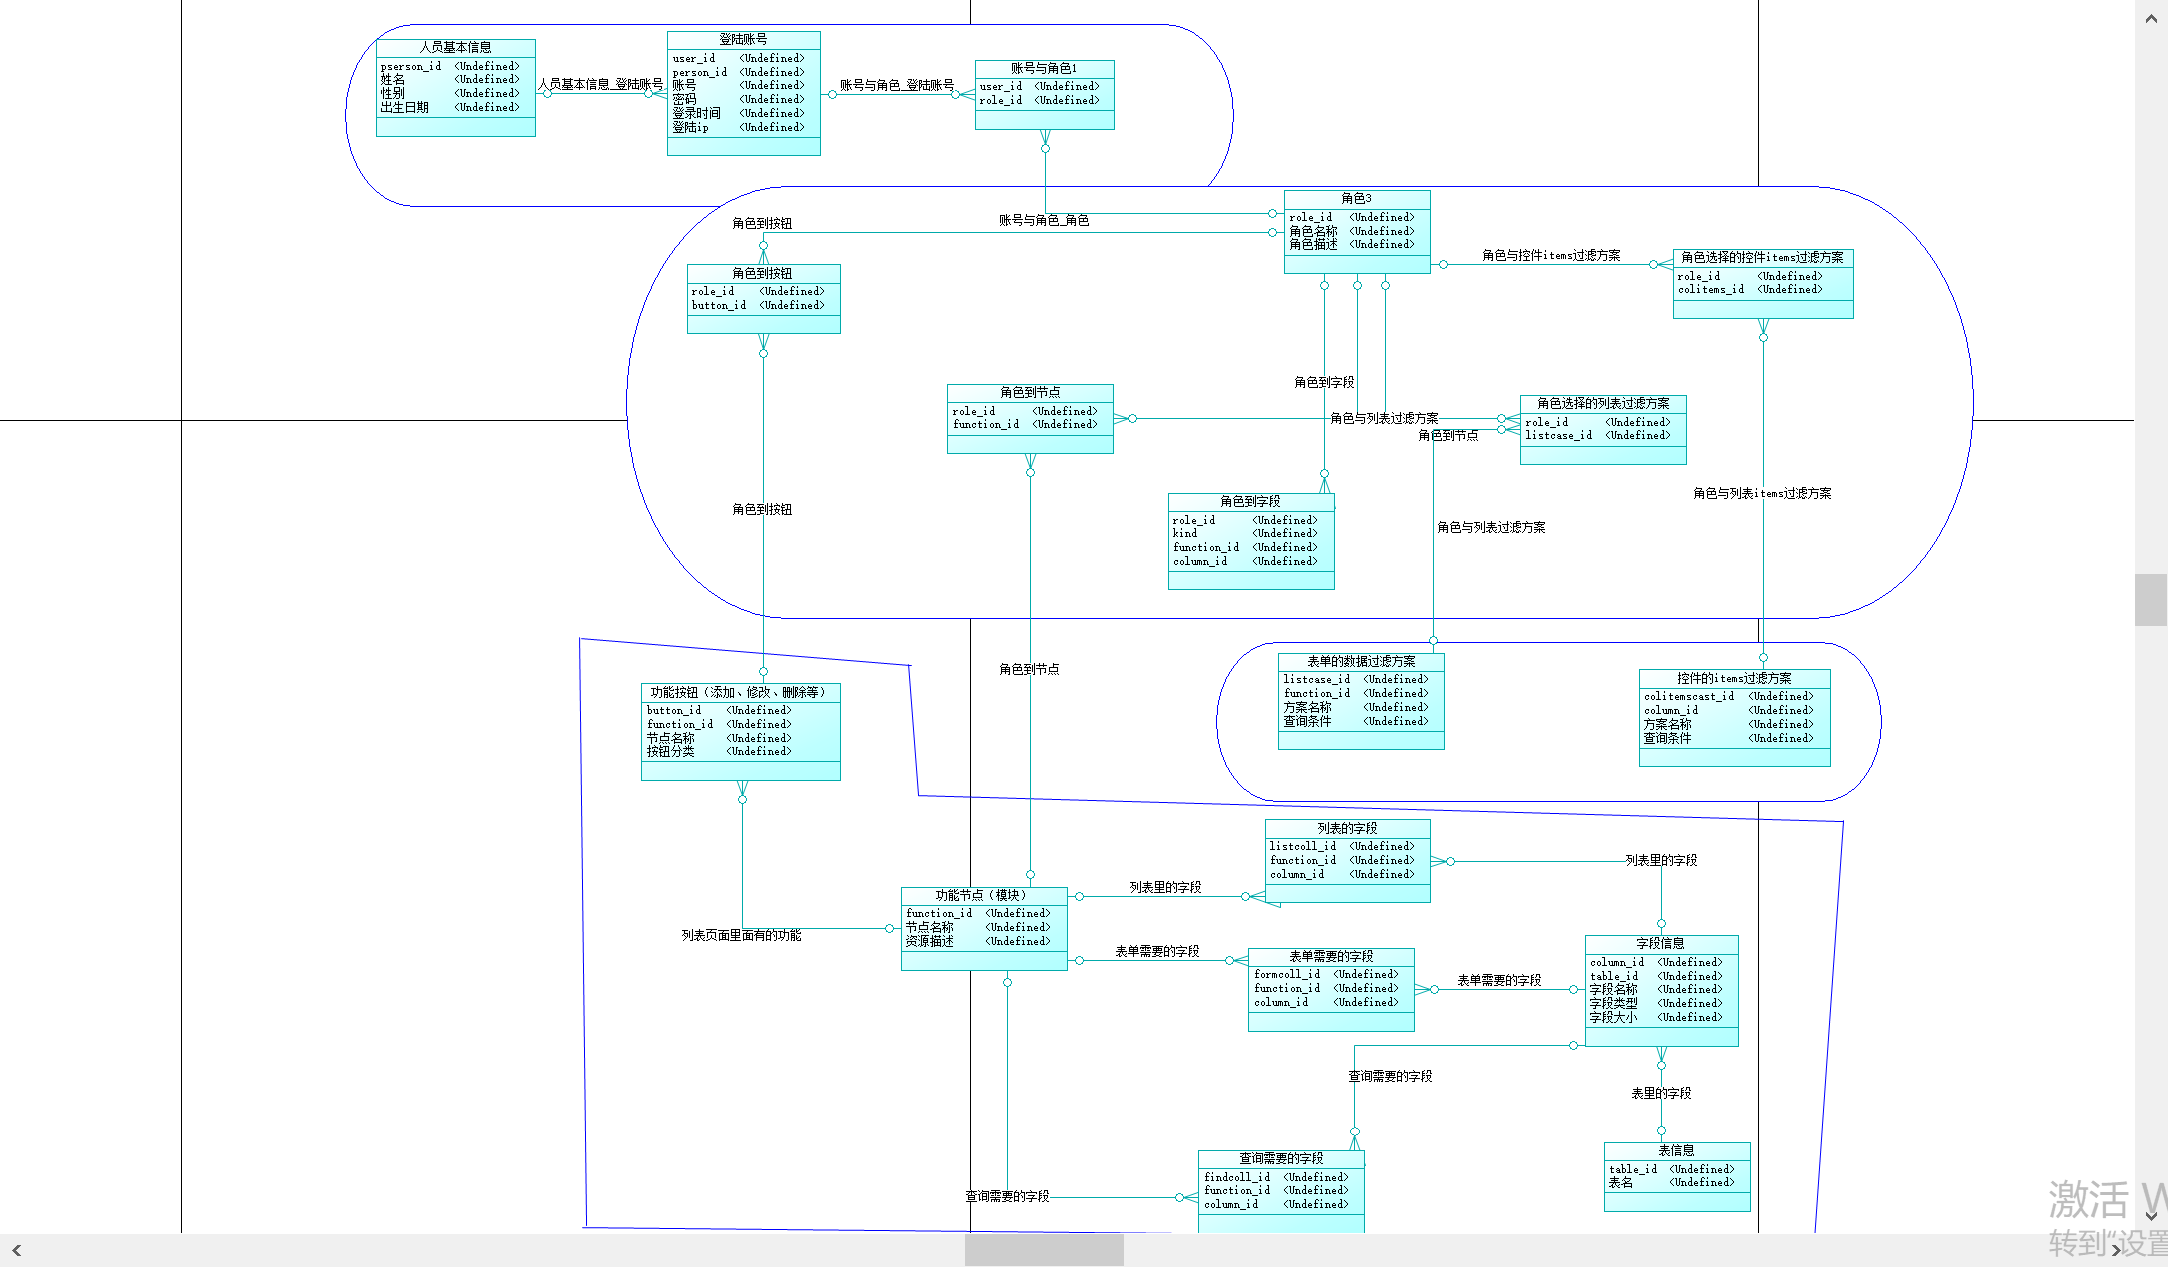 人员基本信息
pserson_id <Undefined>
姓名 <Undefined>
性别 <Undefined>
出生日期 <Undefined>
人员基本信息_登陆账号
登陆账号
user_id <Undefined>
person_id <Undefined>
账号 <Undefined>
密码 <Undefined>
登录时间 <Undefined>
登陆ip <Undefined>
账号与角色_登陆账号
账号与角色1
user_id <Undefined>
role_id <Undefined>
账号与角色_角色
角色3
role_id <Undefined>
角色名称 <Undefined>
角色描述 <Undefined>
角色到按钮
角色到按钮
role_id <Undefined>
button_id <Undefined>
角色与控件items过滤方案
角色选择的控件items过滤方案
role_id <Undefined>
colitems_id <Undefined>
角色到字段
角色到节点
role_id <Undefined>
function_id <Undefined>
角色与列表过滤方案
角色到节点
角色选择的列表过滤方案
role_id <Undefined>
listcase_id <Undefined>
角色到按钮
角色到字段
role_id <Undefined>
kind <Undefined>
function_id <Undefined>
column_id <Undefined>
角色与列表过滤方案
角色与列表items过滤方案
角色到节点
功能按钮（添加、修改、删除等）
button_id <Undefined>
function_id <Undefined>
节点名称 <Undefined>
按钮分类 <Undefined>
表单的数据过滤方案
listcase_id <Undefined>
function_id <Undefined>
方案名称 <Undefined>
查询条件 <Undefined>
控件的items过滤方案
colitemscast_id <Undefined>
column_id <Undefined>
方案名称 <Undefined>
查询条件 <Undefined>
列表的字段
listcoll_id <Undefined>
function_id <Undefined>
column_id <Undefined>
列表里的字段
列表里的字段
功能节点（模块）
function_id <Undefined>
节点名称 <Undefined>
资源描述 <Undefined>
列表页面里面有的功能
表单需要的字段
表单需要的字段
formcoll_id <Undefined>
function_id <Undefined>
column_id <Undefined>
表单需要的字段
字段信息
column_id <Undefined>
table_id <Undefined>
字段名称 <Undefined>
字段类型 <Undefined>
字段大小 <Undefined>
查询需要的字段
表里的字段
表信息
table_id <Undefined>
表名 <Undefined>
查询需要的字段
查询需要的字段
findcoll_id <Undefined>
function_id <Undefined>
column_id <Undefined>
激活 W
转到“设置